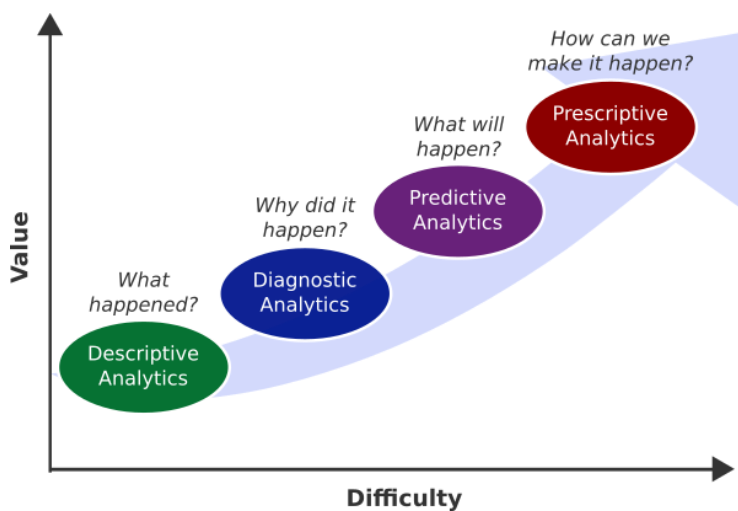 How can we
make it happen?
Prescriptive
Analytics
What will
happen?
Predictive
Analytics
Why did it
happen?
Diagnostic
Analytics
What
happened?
Descriptive
Analytics
Value
Difficulty